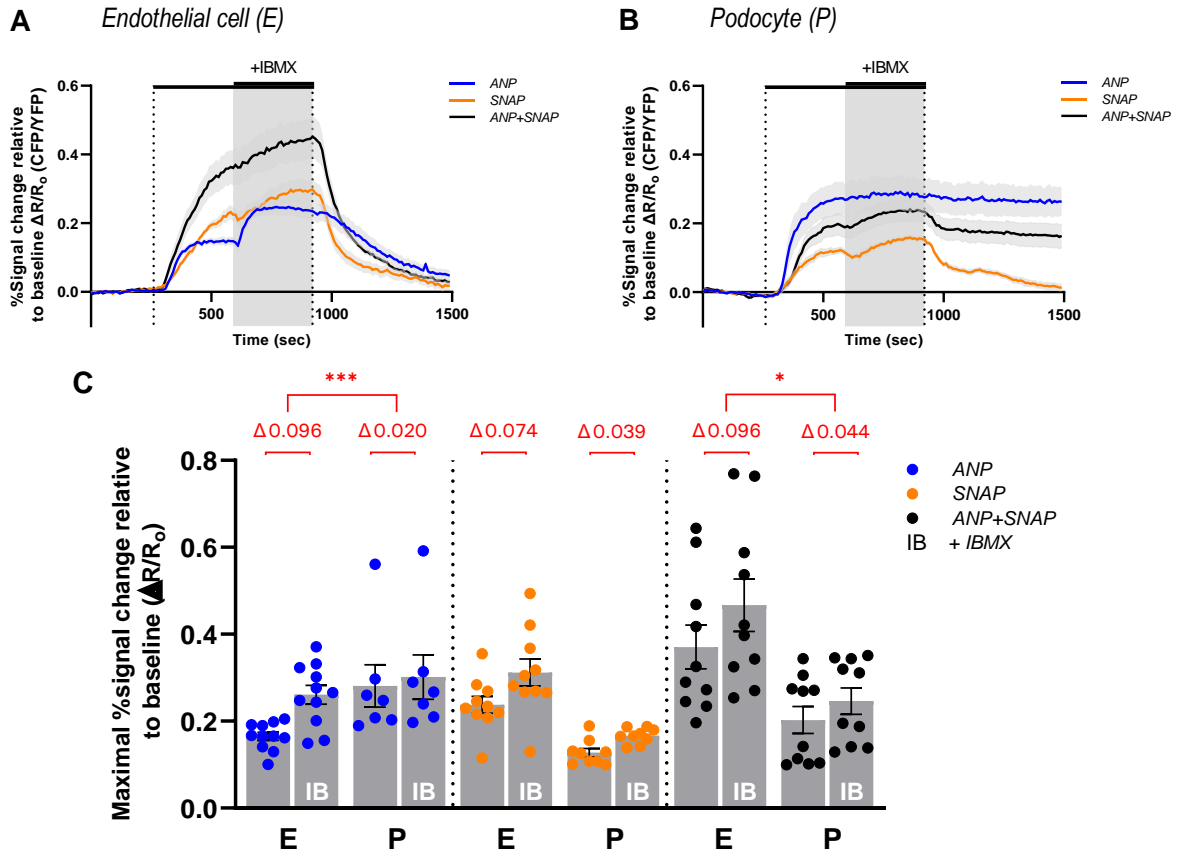 A
Endothelial cell (E)
+IBMX
ANP
SNAP
ANP+SNAP
%Signal change relative
to baseline ΔR/Ro (CFP/YFP)
0.6
0.4
0.2
0.0
500
1000
1500
Time (sec)
B
Podocyte (P)
+IBMX
ANP
SNAP
ANP+SNAP
%Signal change relative
to baseline ΔR/Ro (CFP/YFP)
0.6
0.4
0.2
0.0
500
1000
1500
Time (sec)
C
***
*
Δ0.096
Δ0.020
Δ0.074
Δ0.039
Δ0.096
Δ0.044
Maximal %signal change relative
to baseline (▲R/Ro)
0.8
0.6
0.4
0.2
0.0
ANP
SNAP
ANP+SNAP
IB + IBMX
IB
IB
IB
IB
IB
IB
E
P
E
P
E
P